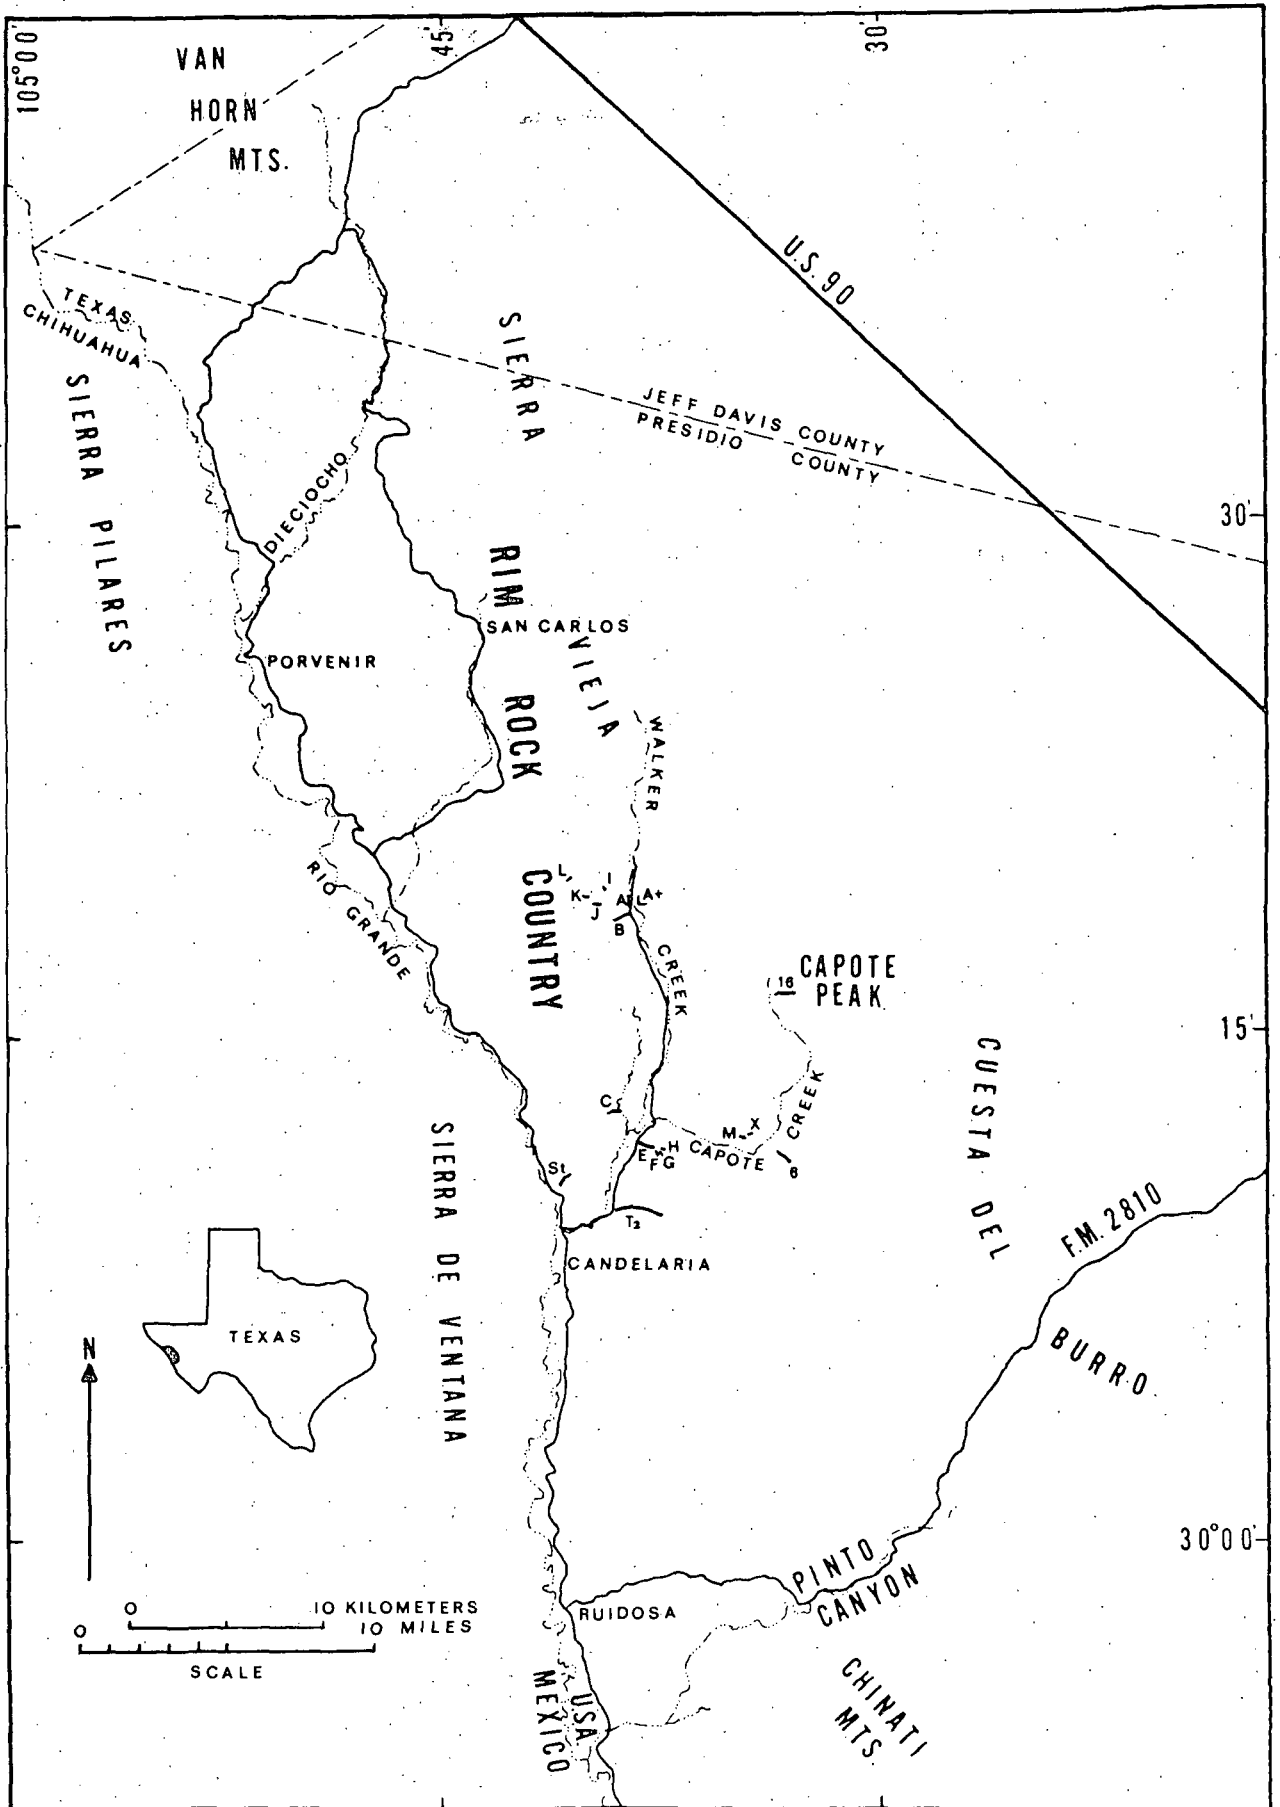 105°00'
45'
30'
VAN
HORN
MTS.
U.S. 90
TEXAS
CHIHUAHUA
SIERRA
SIERRA PILARES
JEFF DAVIS COUNTY
PRESIDIO COUNTY
DIECIOCHO
30'
RIM
SAN CARLOS
VIEJA
PORVENIR
ROCK
WALKER
RIO GRANDE
COUNTRY
L
K
I
J
A
A+
B
CREEK
16
CAPOTE
PEAK
15'
CUESTA DEL
C
M
X
CREEK
E
F
G
H
CAPOTE
6
SIERRA DE VENTANA
St
T2
F.M. 2810
CANDELARIA
TEXAS
N
BURRO
30°00'
PINTO
CANYON
RUIDOSA
0 10 KILOMETERS
0 10 MILES
SCALE
USA
MEXICO
CHINATI
MTS.